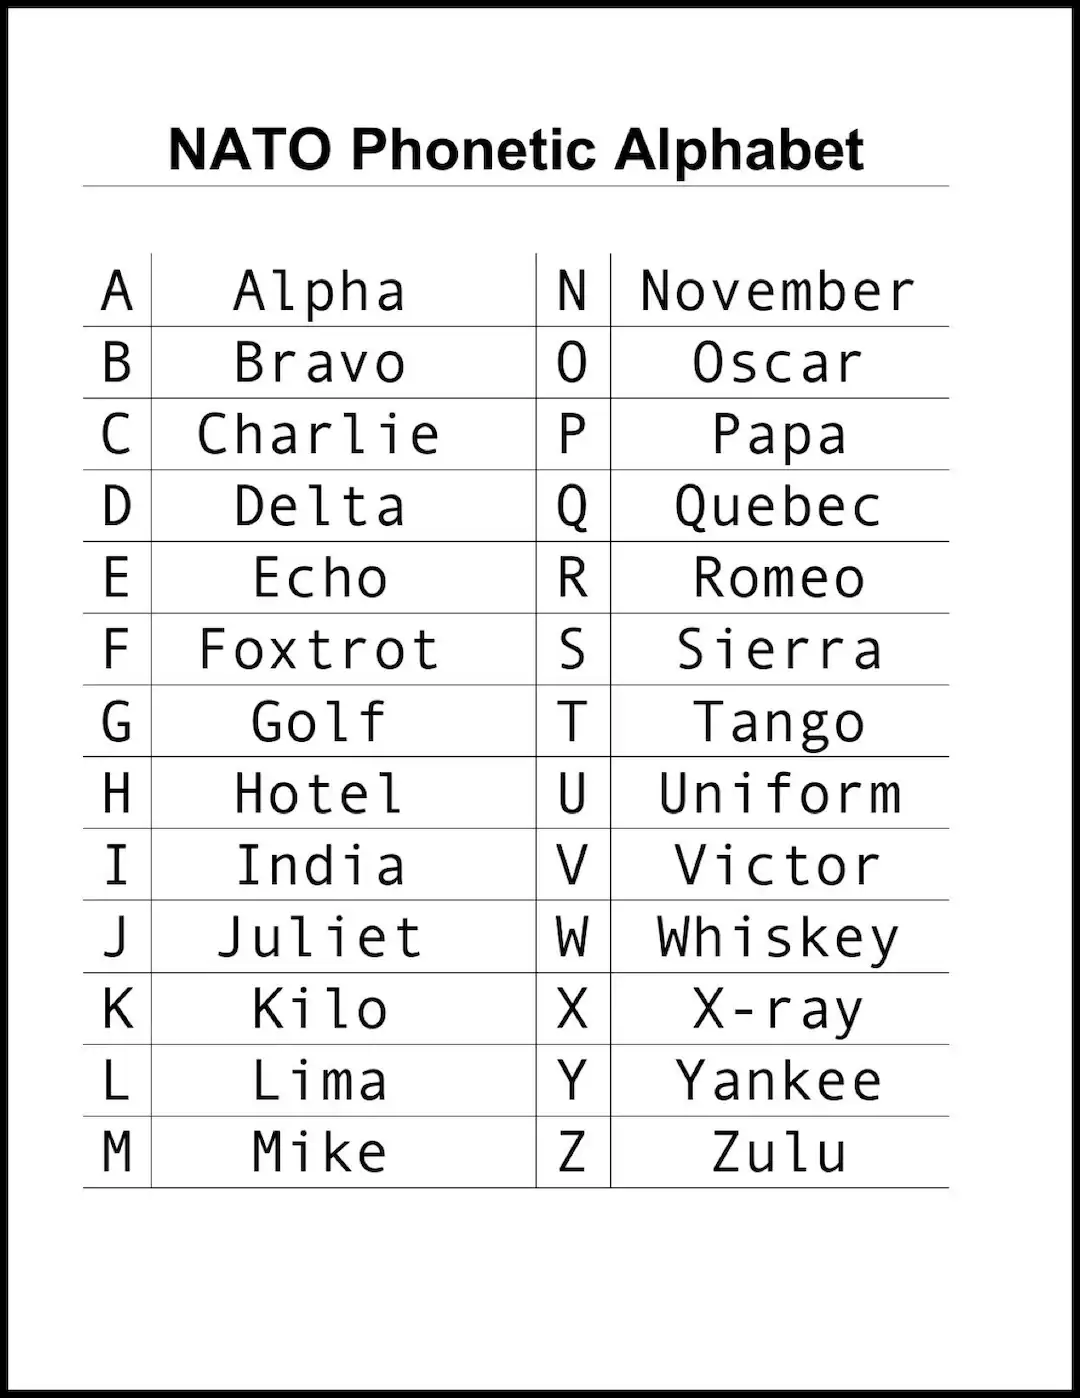 NATO Phonetic Alphabet
A Alpha N November
B Bravo O Oscar
C Charlie P Papa
D Delta Q Quebec
E Echo R Romeo
F Foxtrot S Sierra
G Golf T Tango
H Hotel U Uniform
I India V Victor
J Juliet W Whiskey
K Kilo X X-ray
L Lima Y Yankee
M Mike Z Zulu